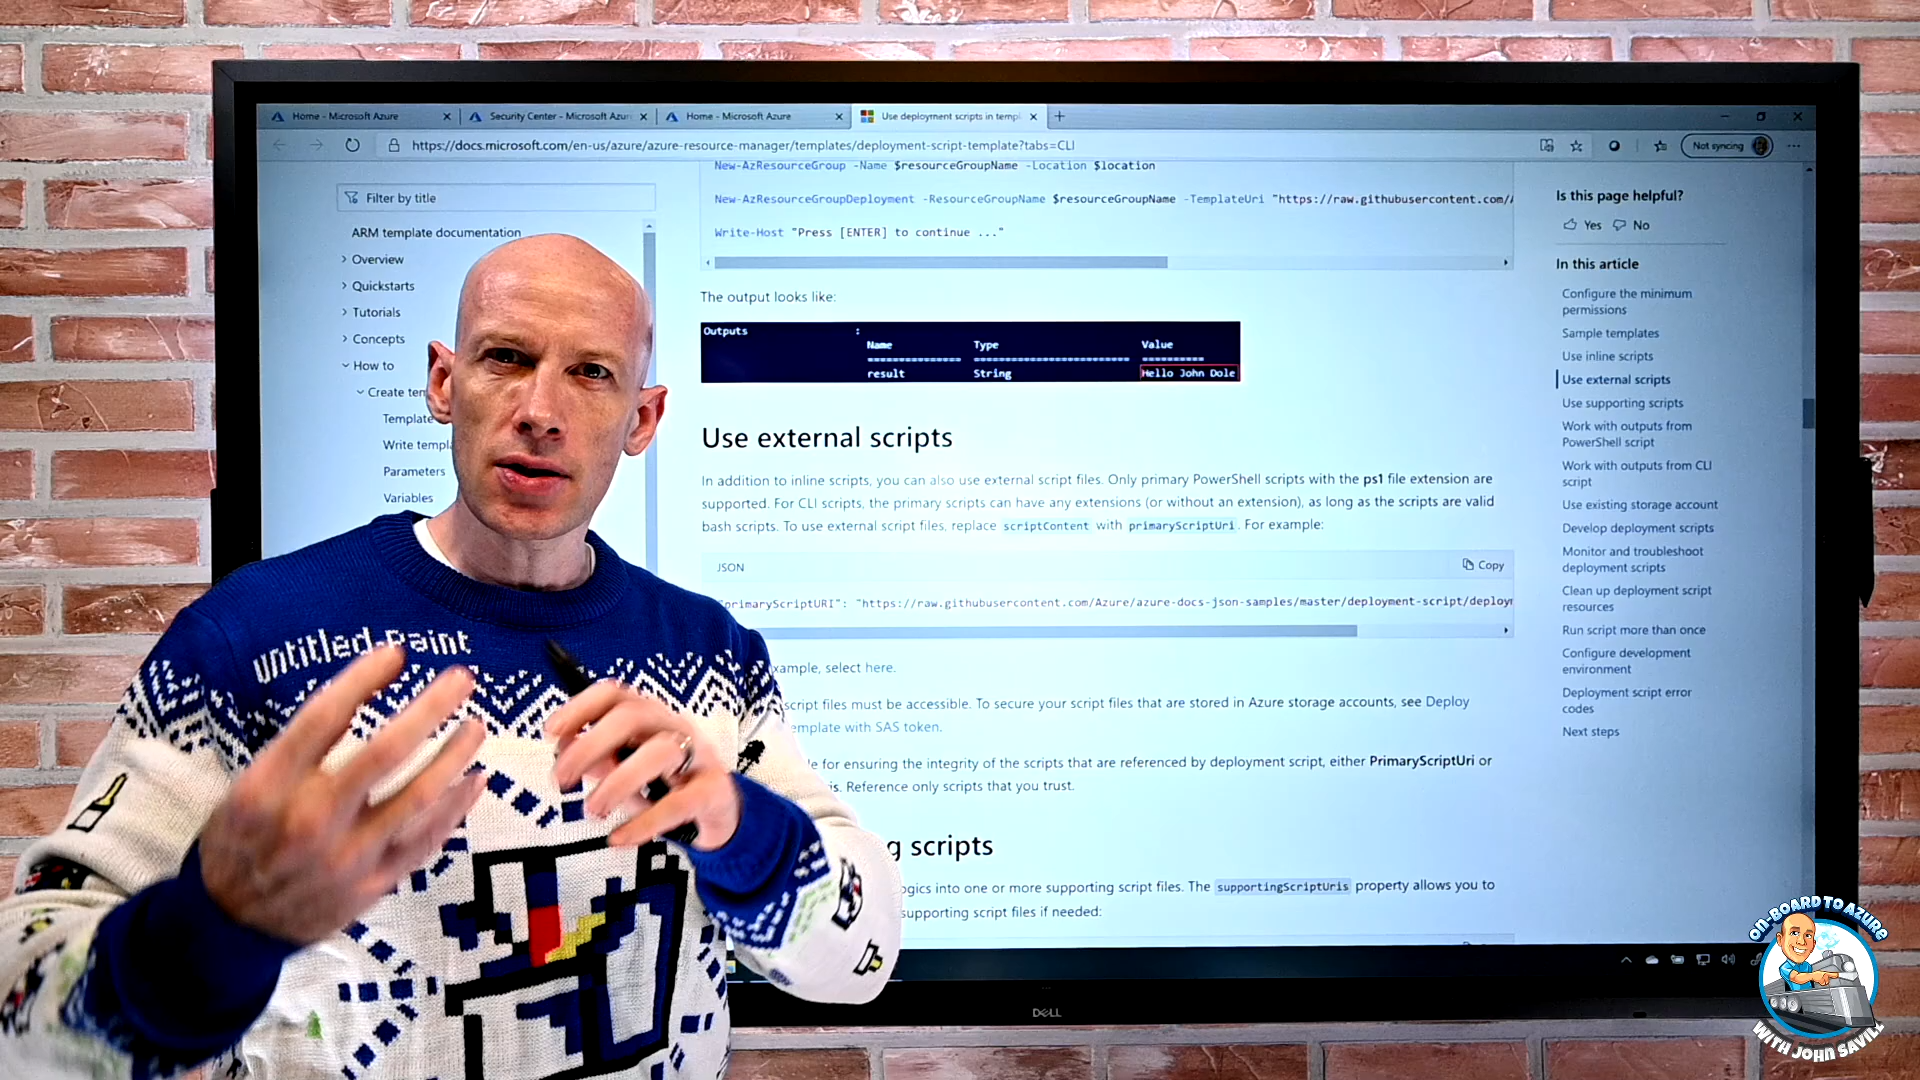 Home - Microsoft Azure
Security Center - Microsoft Azur
Home - Microsoft Azure
Use deployment scripts in templ
https://docs.microsoft.com/en-us/azure/azure-resource-manager/templates/deployment-script-template?tabs=CLI
Not syncing
Filter by title
ARM template documentation
Overview
Quickstarts
Tutorials
Concepts
How to
Create tem
Template
Write templ
Parameters
Variables
New-AzResourceGroup -Name $resourceGroupName -Location $location
New-AzResourceGroupDeployment -ResourceGroupName $resourceGroupName -TemplateUri "https://raw.githubusercontent.com/
Write-Host "Press [ENTER] to continue ..."
The output looks like:
Outputs :
Name Type Value
=============== ========================= ==========
result String Hello John Dole
Use external scripts
In addition to inline scripts, you can also use external script files. Only primary PowerShell scripts with the ps1 file extension are
supported. For CLI scripts, the primary scripts can have any extensions (or without an extension), as long as the scripts are valid
bash scripts. To use external script files, replace scriptContent with primaryScriptUri. For example:
JSON
Copy
primaryScriptURI": "https://raw.githubusercontent.com/Azure/azure-docs-json-samples/master/deployment-script/deploym
xample, select here.
script files must be accessible. To secure your script files that are stored in Azure storage accounts, see Deploy
emplate with SAS token.
le for ensuring the integrity of the scripts that are referenced by deployment script, either PrimaryScriptUri or
is. Reference only scripts that you trust.
g scripts
ogics into one or more supporting script files. The supportingScriptUris property allows you to
supporting script files if needed:
Is this page helpful?
Yes No
In this article
Configure the minimum
permissions
Sample templates
Use inline scripts
Use external scripts
Use supporting scripts
Work with outputs from
PowerShell script
Work with outputs from CLI
script
Use existing storage account
Develop deployment scripts
Monitor and troubleshoot
deployment scripts
Clean up deployment script
resources
Run script more than once
Configure development
environment
Deployment script error
codes
Next steps
untitled-Paint
DELL
ON-BOARD TO AZURE
WITH JOHN SAVILL